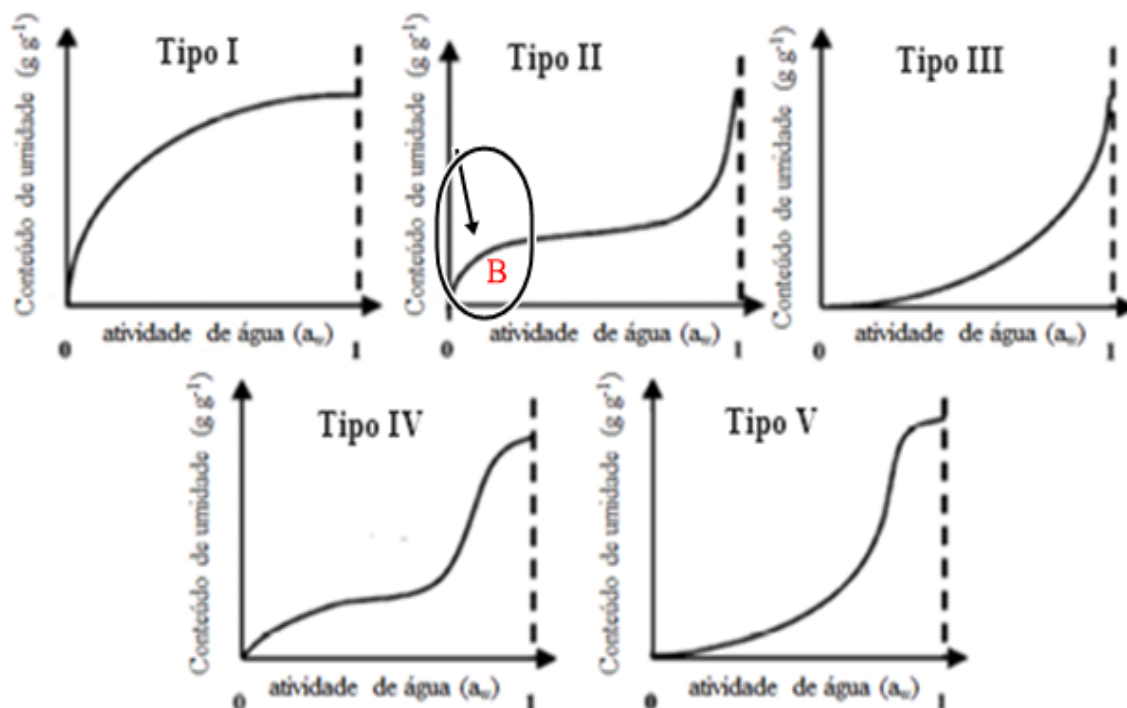 Tipo I
Conteúdo de umidade (g g⁻¹)
atividade de água (aw)
0
1
Tipo II
Conteúdo de umidade (g g⁻¹)
B
atividade de água (aw)
0
1
Tipo III
Conteúdo de umidade (g g⁻¹)
atividade de água (aw)
0
1
Tipo IV
Conteúdo de umidade (g g⁻¹)
atividade de água (aw)
0
1
Tipo V
Conteúdo de umidade (g g⁻¹)
atividade de água (aw)
0
1